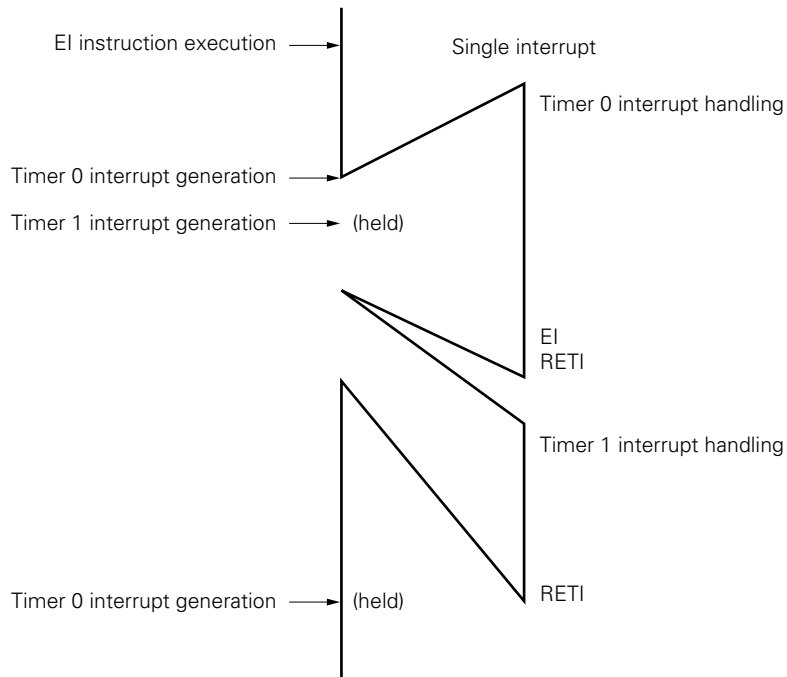 EI instruction execution
Single interrupt
Timer 0 interrupt handling
Timer 0 interrupt generation
Timer 1 interrupt generation
(held)
EI
RETI
Timer 1 interrupt handling
Timer 0 interrupt generation
(held)
RETI